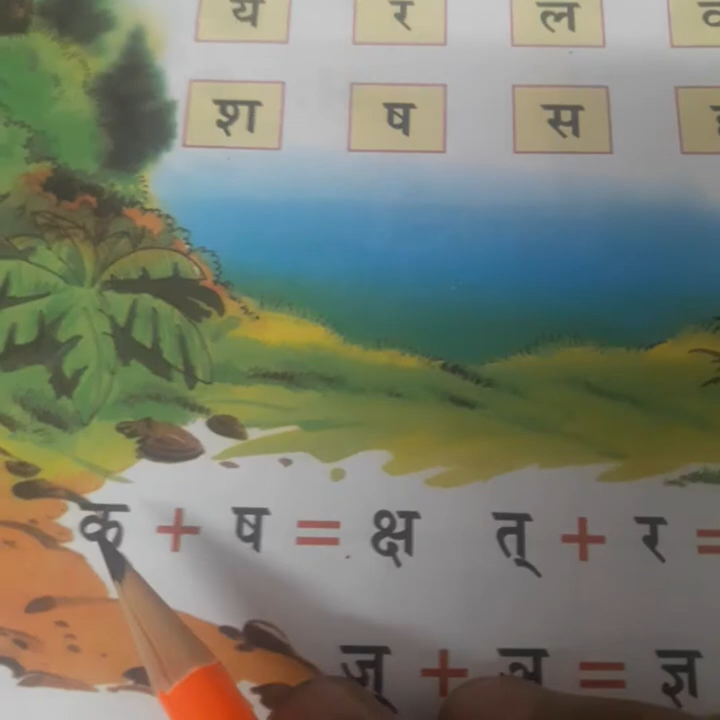 य र ल
श ष स
क् + ष = क्ष त् + र =
ज् + ञ = ज्ञ